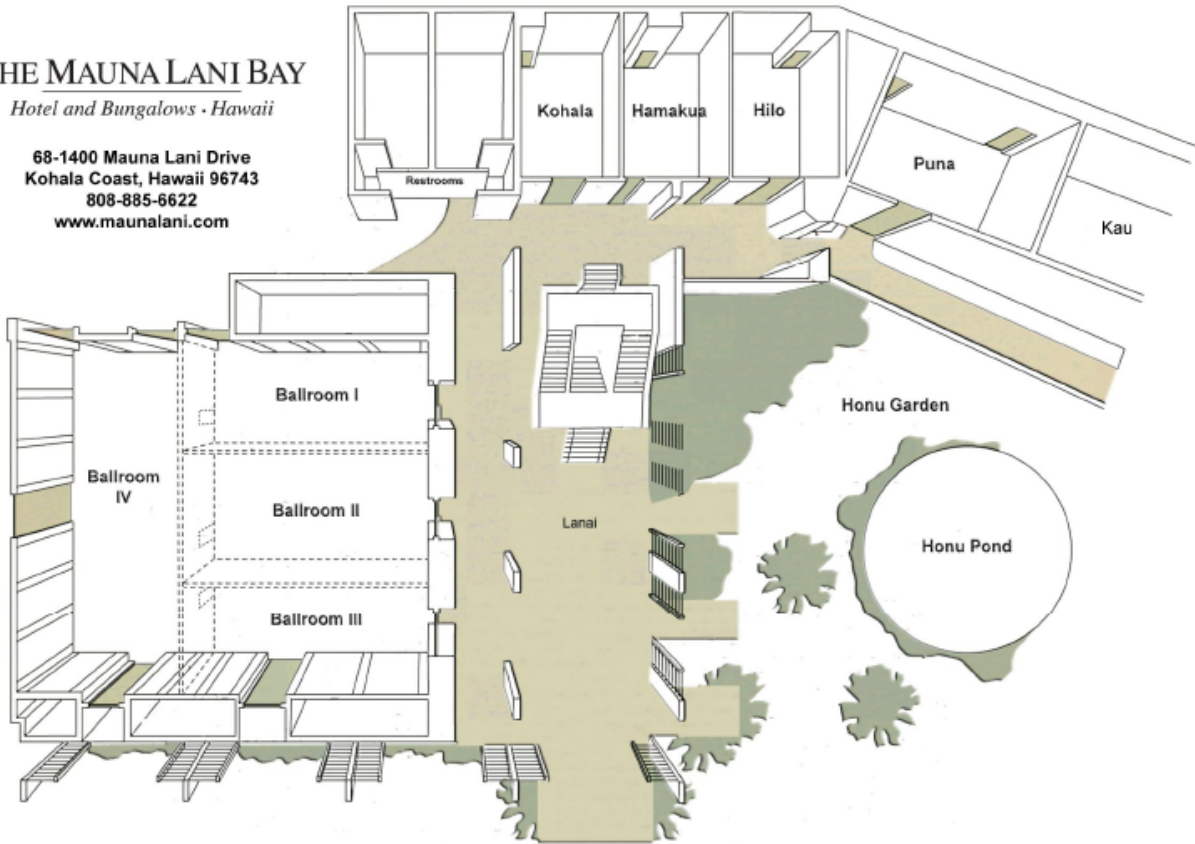 HE MAUNA LANI BAY
Hotel and Bungalows · Hawaii
68-1400 Mauna Lani Drive
Kohala Coast, Hawaii 96743
808-885-6622
www.maunalani.com
Kohala
Hamakua
Hilo
Puna
Kau
Restrooms
Ballroom I
Ballroom
IV
Ballroom II
Ballroom III
Lanai
Honu Garden
Honu Pond